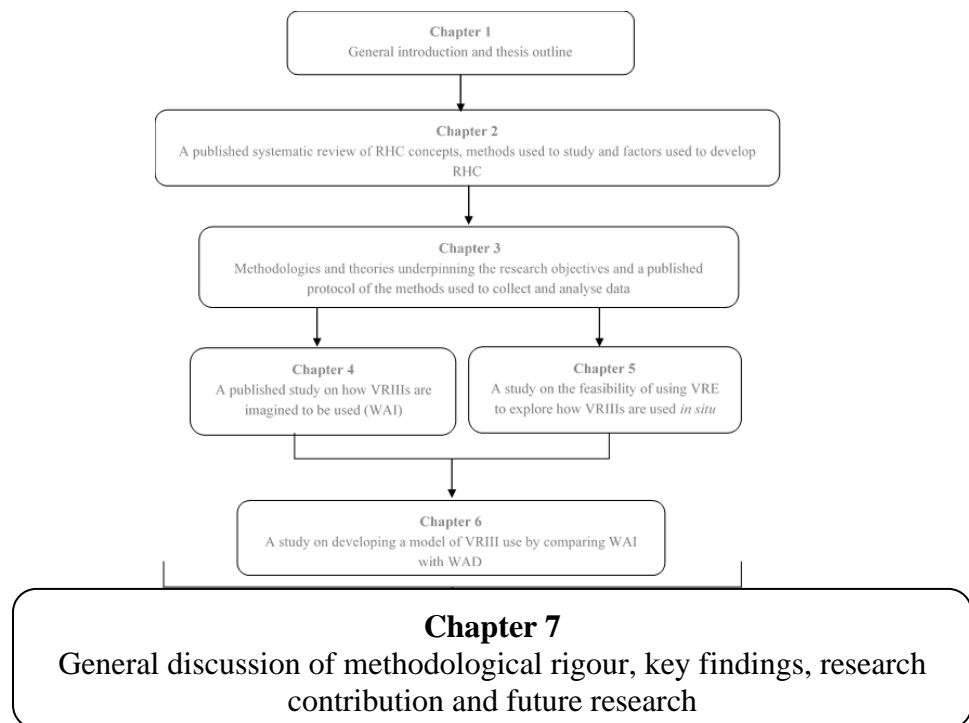 Chapter 1
General introduction and thesis outline
Chapter 2
A published systematic review of RHC concepts, methods used to study and factors used to develop
RHC
Chapter 3
Methodologies and theories underpinning the research objectives and a published
protocol of the methods used to collect and analyse data
Chapter 4
A published study on how VRIIIs are
imagined to be used (WAI)
Chapter 5
A study on the feasibility of using VRE
to explore how VRIIIs are used in situ
Chapter 6
A study on developing a model of VRIII use by comparing WAI
with WAD
Chapter 7
General discussion of methodological rigour, key findings, research
contribution and future research